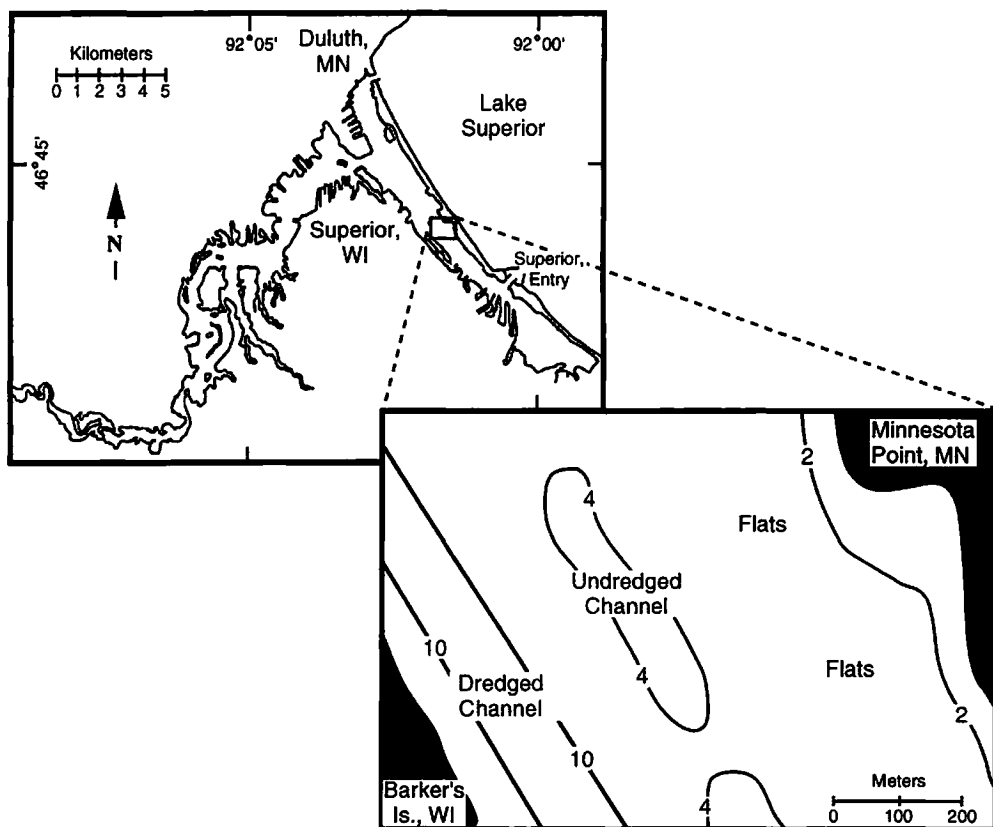 92°05'
92°00'
Duluth,
MN
Kilometers
0 1 2 3 4 5
Lake
Superior
46°45'
N
Superior,
WI
Superior,
Entry
Minnesota
Point, MN
2
4
Flats
Undredged
Channel
10
4
Flats
Dredged
Channel
2
10
Barker's
Is., WI
4
Meters
0 100 200